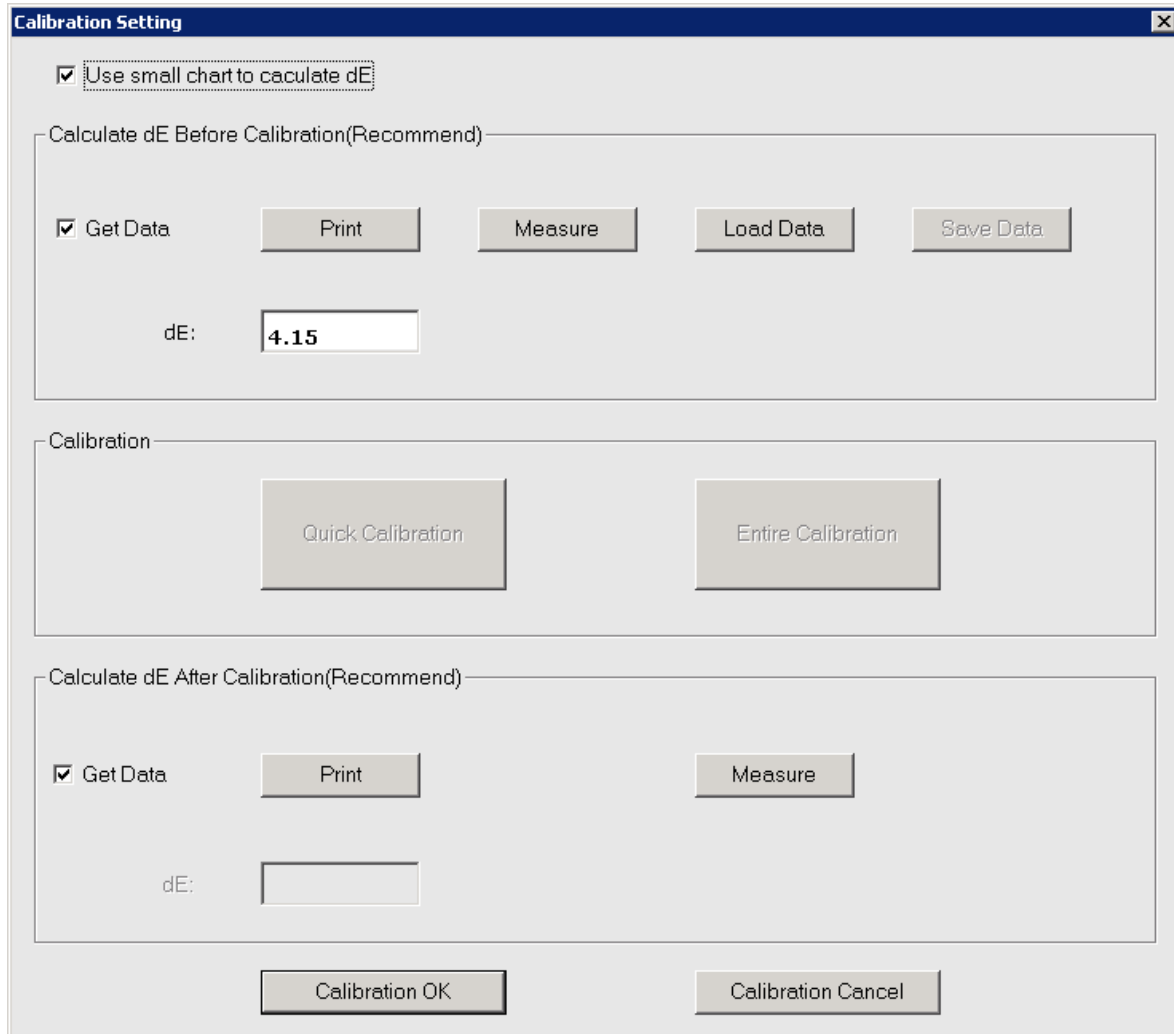 Calibration Setting
Use small chart to caculate dE
Calculate dE Before Calibration(Recommend)
Get Data Print Measure Load Data Save Data
dE: 4.15
Calibration
Quick Calibration Entire Calibration
Calculate dE After Calibration(Recommend)
Get Data Print Measure
dE:
Calibration OK Calibration Cancel